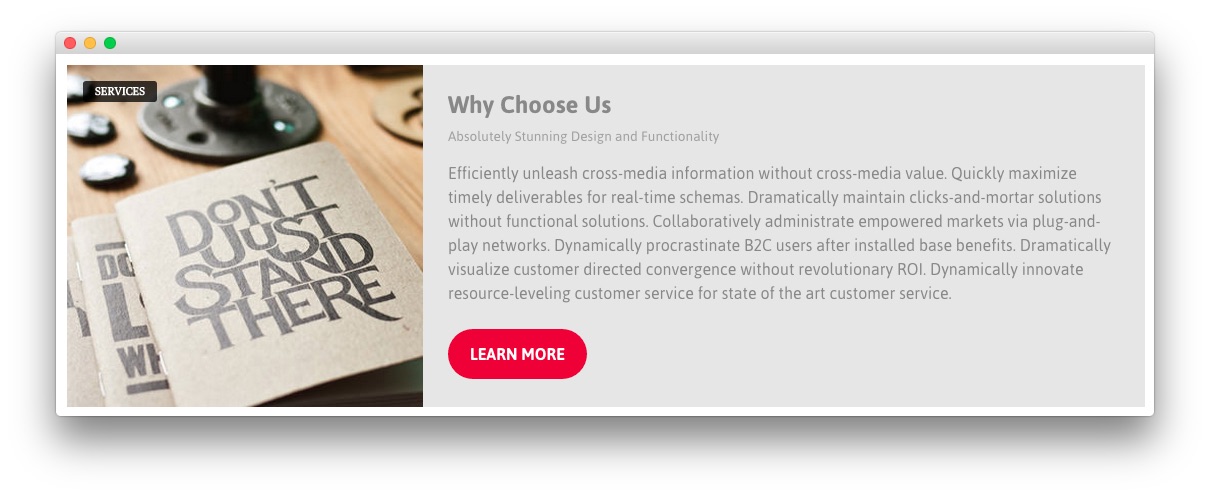 SERVICES
DON'T
JUST
STAND
THERE
Why Choose Us
Absolutely Stunning Design and Functionality
Efficiently unleash cross-media information without cross-media value. Quickly maximize
timely deliverables for real-time schemas. Dramatically maintain clicks-and-mortar solutions
without functional solutions. Collaboratively administrate empowered markets via plug-and-
play networks. Dynamically procrastinate B2C users after installed base benefits. Dramatically
visualize customer directed convergence without revolutionary ROI. Dynamically innovate
resource-leveling customer service for state of the art customer service.
LEARN MORE